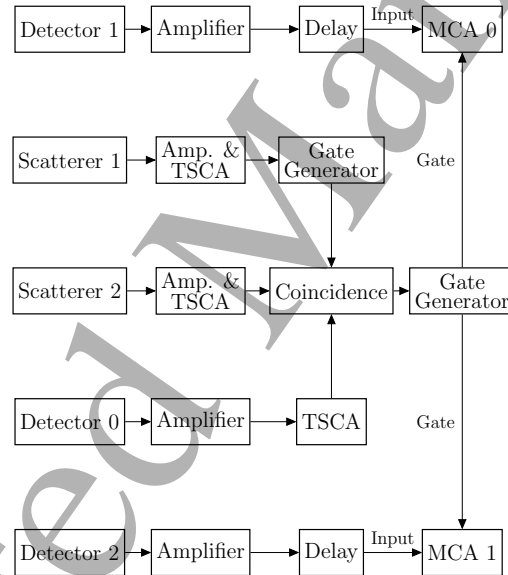 Detector 1
Amplifier
Delay
Input
MCA 0
Scatterer 1
Amp. &
TSCA
Gate
Generator
Gate
Scatterer 2
Amp. &
TSCA
Coincidence
Gate
Generator
Detector 0
Amplifier
TSCA
Gate
Detector 2
Amplifier
Delay
Input
MCA 1